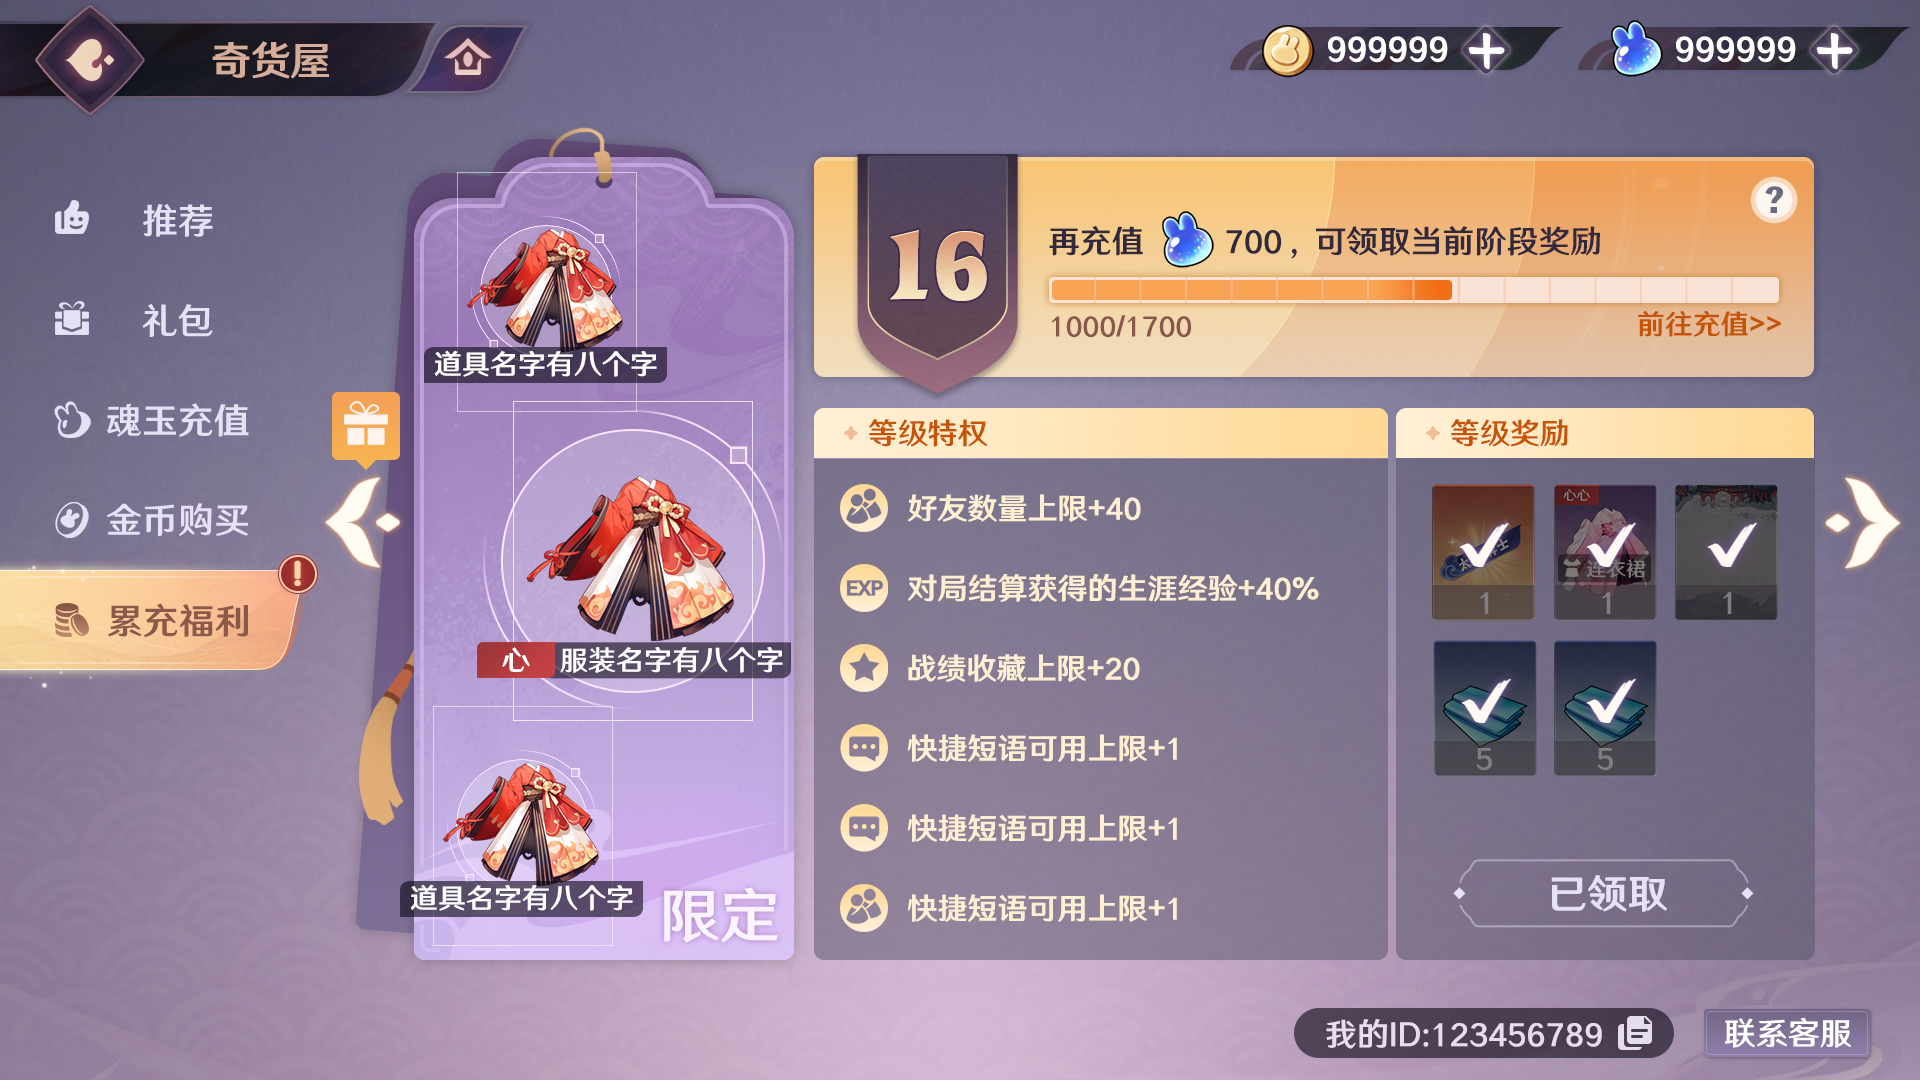 奇货屋
999999
999999
推荐
礼包
魂玉充值
金币购买
累充福利
道具名字有八个字
心 服装名字有八个字
道具名字有八个字
限定
16
再充值 700，可领取当前阶段奖励
?
1000/1700
前往充值>>
等级特权
好友数量上限+40
EXP 对局结算获得的生涯经验+40%
战绩收藏上限+20
快捷短语可用上限+1
快捷短语可用上限+1
快捷短语可用上限+1
等级奖励
心心
连衣裙
1
1
1
5
5
已领取
我的ID:123456789
联系客服